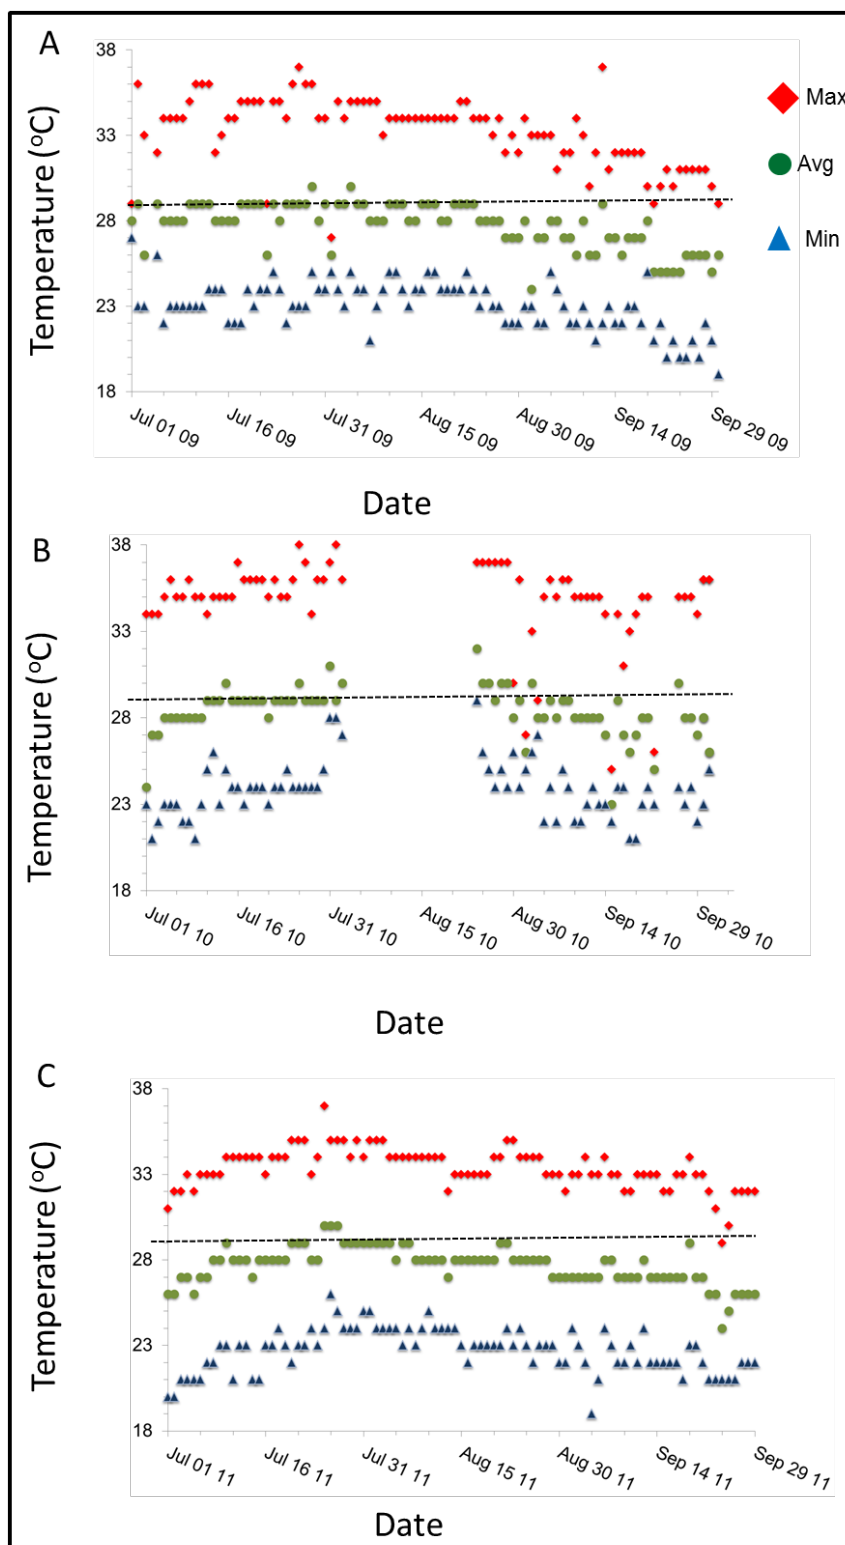 A
38
33
28
23
18
Temperature (°C)
Max
Avg
Min
Jul 01 09
Jul 16 09
Jul 31 09
Aug 15 09
Aug 30 09
Sep 14 09
Sep 29 09
Date
B
38
33
28
23
18
Temperature (°C)
Jul 01 10
Jul 16 10
Jul 31 10
Aug 15 10
Aug 30 10
Sep 14 10
Sep 29 10
Date
C
38
33
28
23
18
Temperature (°C)
Jul 01 11
Jul 16 11
Jul 31 11
Aug 15 11
Aug 30 11
Sep 14 11
Sep 29 11
Date